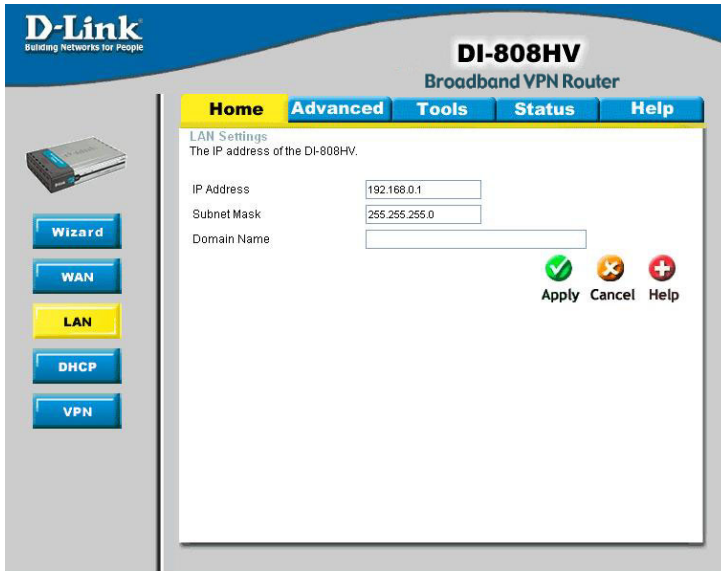 D-Link
Building Networks for People
DI-808HV
Broadband VPN Router
Home Advanced Tools Status Help
LAN Settings
The IP address of the DI-808HV.
IP Address 192.168.0.1
Subnet Mask 255.255.255.0
Domain Name
Apply Cancel Help
Wizard
WAN
LAN
DHCP
VPN